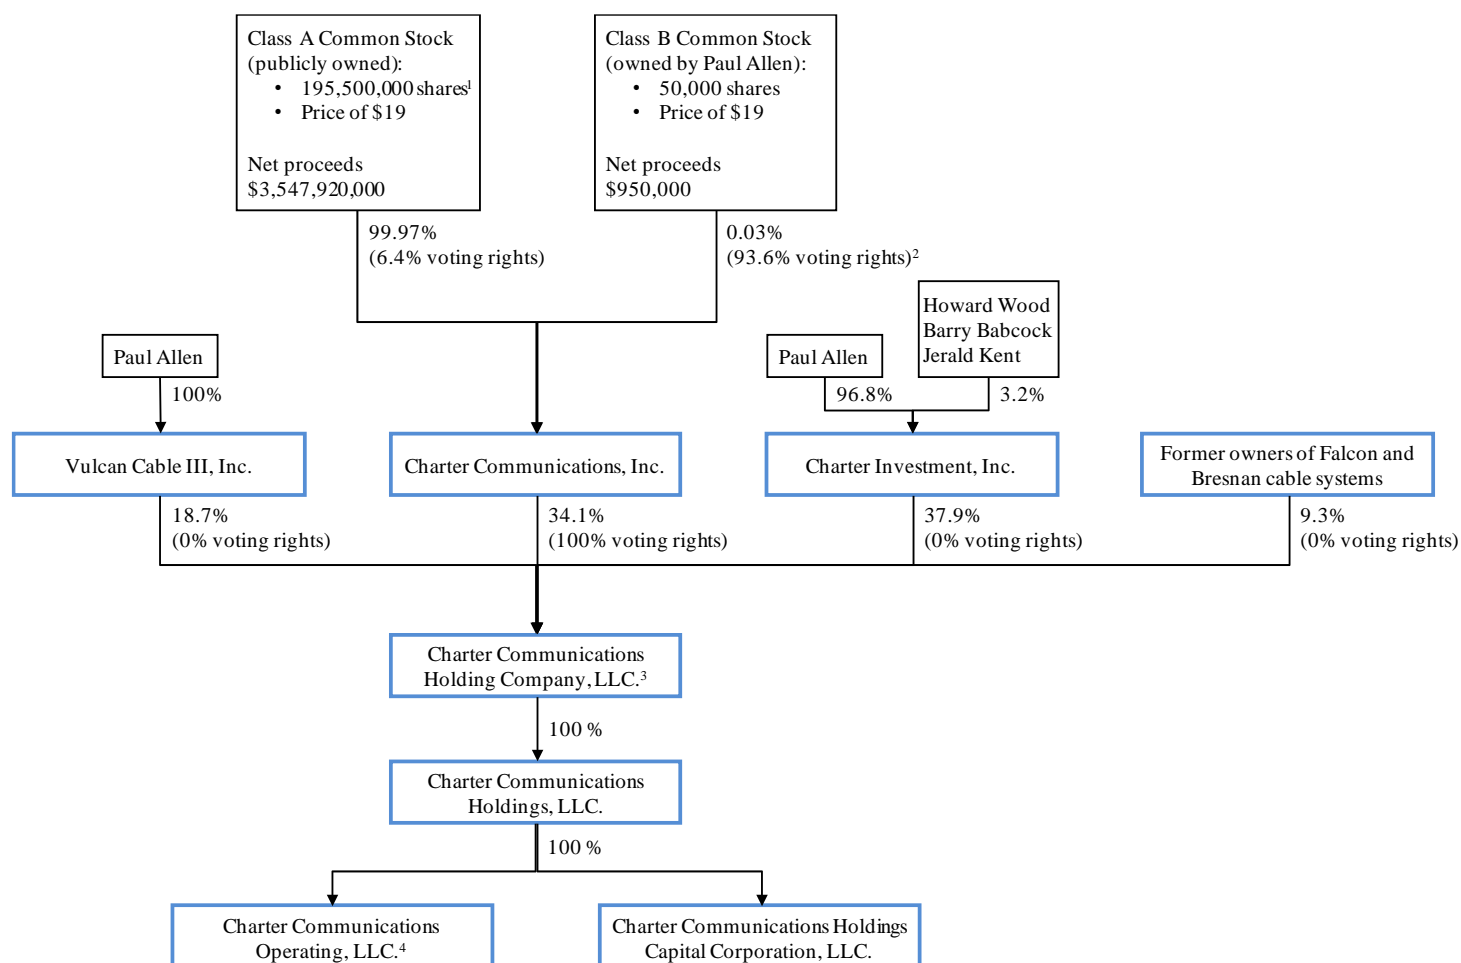 Class A Common Stock
(publicly owned):
• 195,500,000 shares¹
• Price of $19
Net proceeds
$3,547,920,000
Class B Common Stock
(owned by Paul Allen):
• 50,000 shares
• Price of $19
Net proceeds
$950,000
99.97%
(6.4% voting rights)
0.03%
(93.6% voting rights)²
Howard Wood
Barry Babcock
Jerald Kent
Paul Allen
Paul Allen
100%
96.8%
3.2%
Vulcan Cable III, Inc.
Charter Communications, Inc.
Charter Investment, Inc.
Former owners of Falcon and
Bresnan cable systems
18.7%
(0% voting rights)
34.1%
(100% voting rights)
37.9%
(0% voting rights)
9.3%
(0% voting rights)
Charter Communications
Holding Company, LLC.³
100 %
Charter Communications
Holdings, LLC.
100 %
Charter Communications
Operating, LLC.⁴
Charter Communications Holdings
Capital Corporation, LLC.